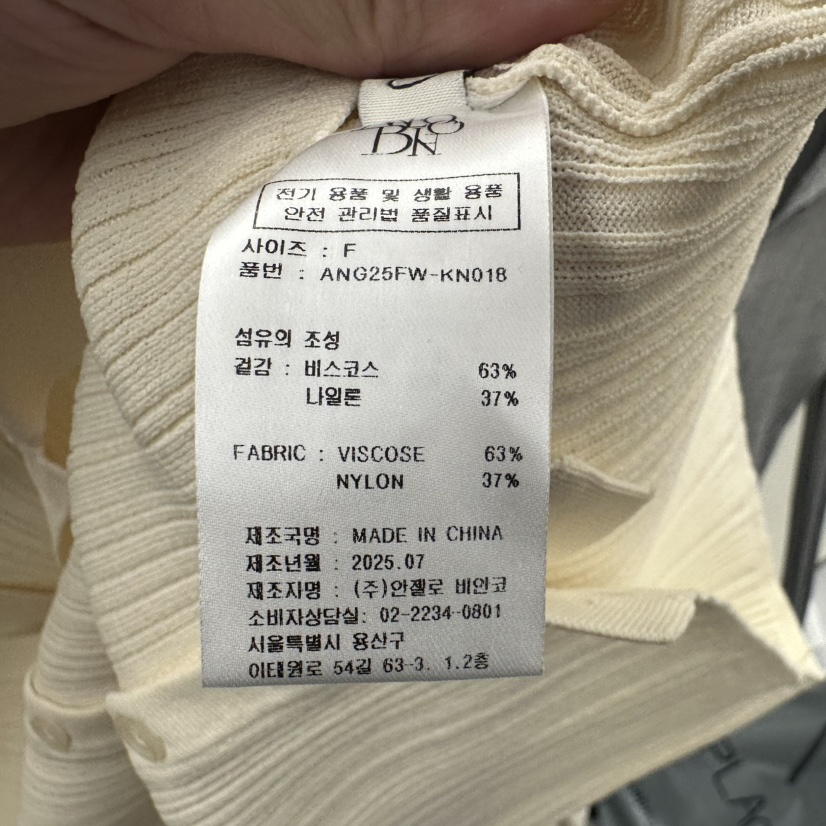 전기 용품 및 생활 용품
안전 관리법 품질표시
사이즈 : F
품번 : ANG25FW-KN018
섬유의 조성
겉감 : 비스코스 63%
나일론 37%
FABRIC : VISCOSE 63%
NYLON 37%
제조국명 : MADE IN CHINA
제조년월 : 2025.07
제조자명 : (주)안젤로 비인코
소비자상담실: 02-2234-0801
서울특별시 용산구
이태원로 54길 63-3. 1.2층